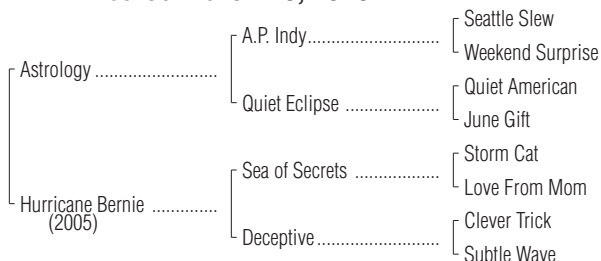 Seattle Slew
A.P. Indy
Weekend Surprise
Astrology
Quiet American
Quiet Eclipse
June Gift
Storm Cat
Sea of Secrets
Love From Mom
Hurricane Bernie
(2005)
Clever Trick
Deceptive
Subtle Wave